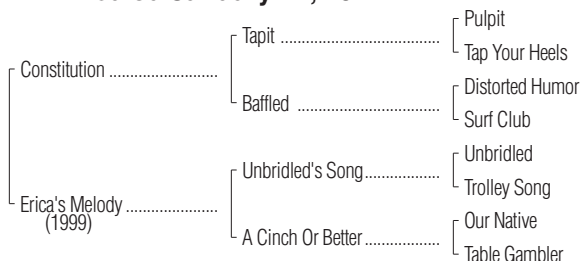 Pulpit
Tapit ........................................
Tap Your Heels
Constitution ...........................
Distorted Humor
Baffled ....................................
Surf Club
Unbridled
Unbridled's Song...................
Trolley Song
Erica's Melody .......................
(1999)
Our Native
A Cinch Or Better...................
Table Gambler